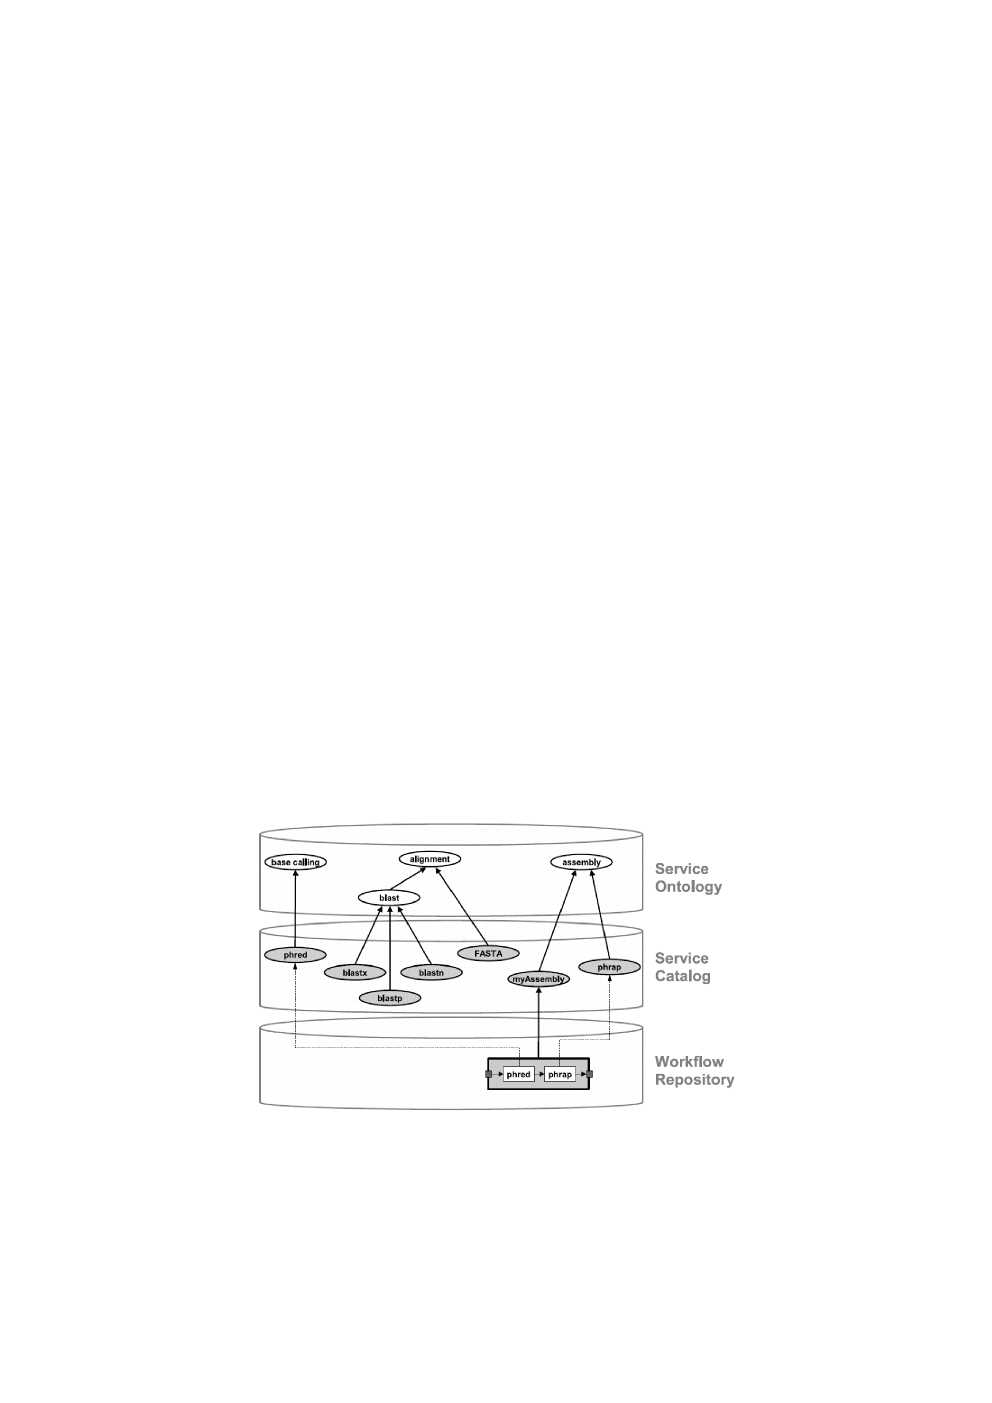 base calling
alignment
assembly
blast
Service
Ontology
phred
blastx
blastp
blastn
FASTA
myAssembly
phrap
Service
Catalog
phred
phrap
Workflow
Repository